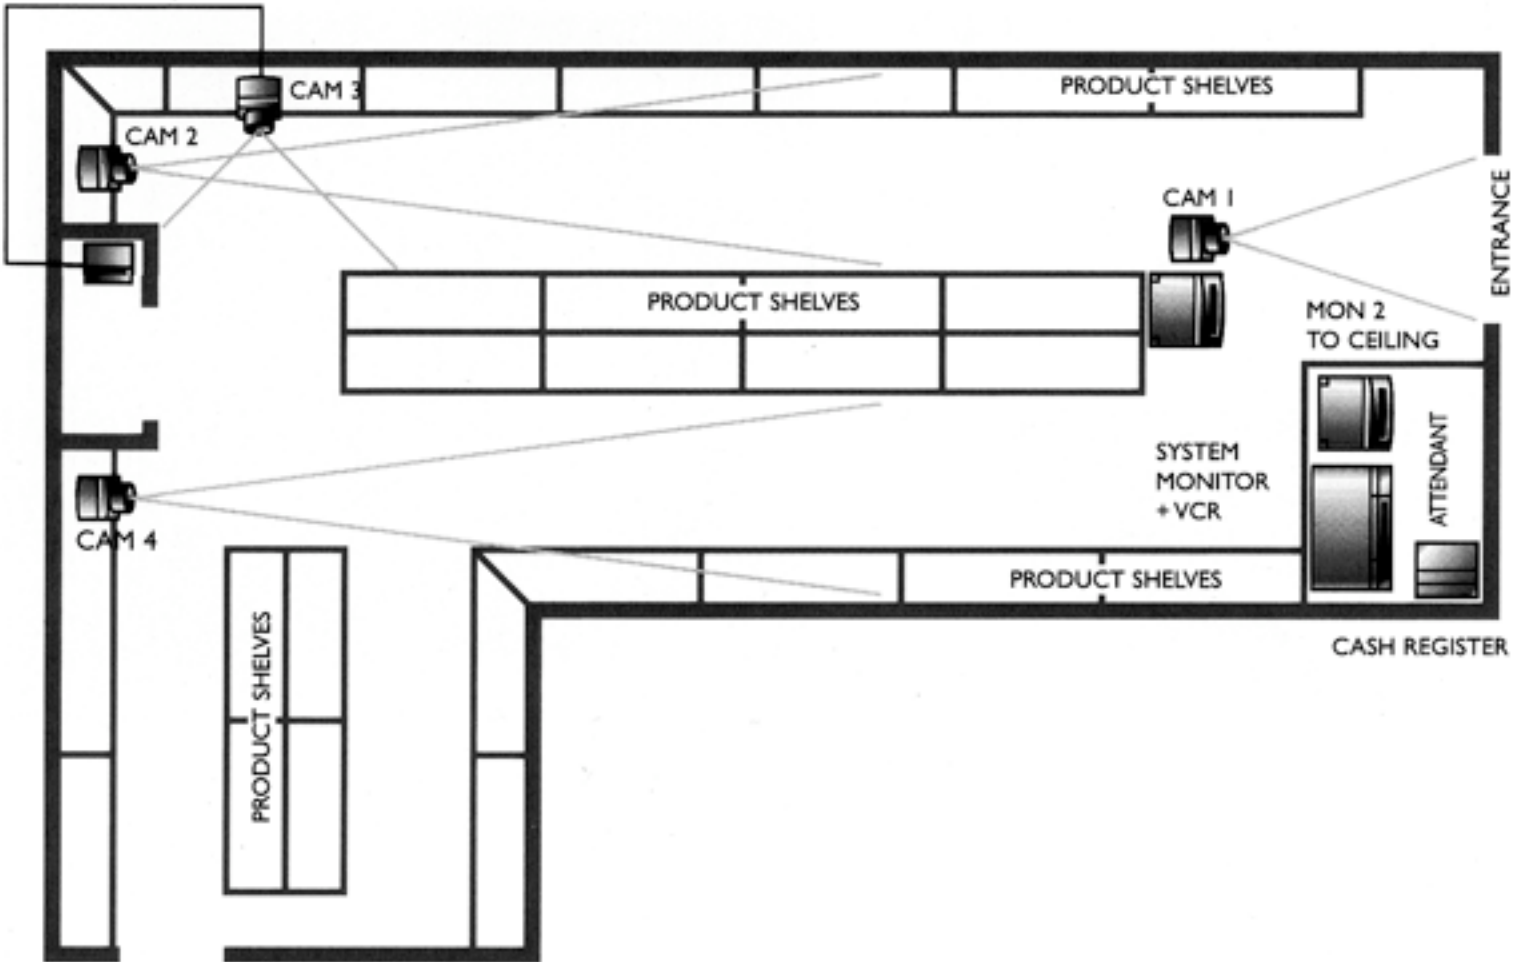 CAM 3
PRODUCT SHELVES
CAM 2
CAM 1
ENTRANCE
PRODUCT SHELVES
MON 2
TO CEILING
SYSTEM
MONITOR
+ VCR
ATTENDANT
CAM 4
PRODUCT SHELVES
PRODUCT SHELVES
CASH REGISTER